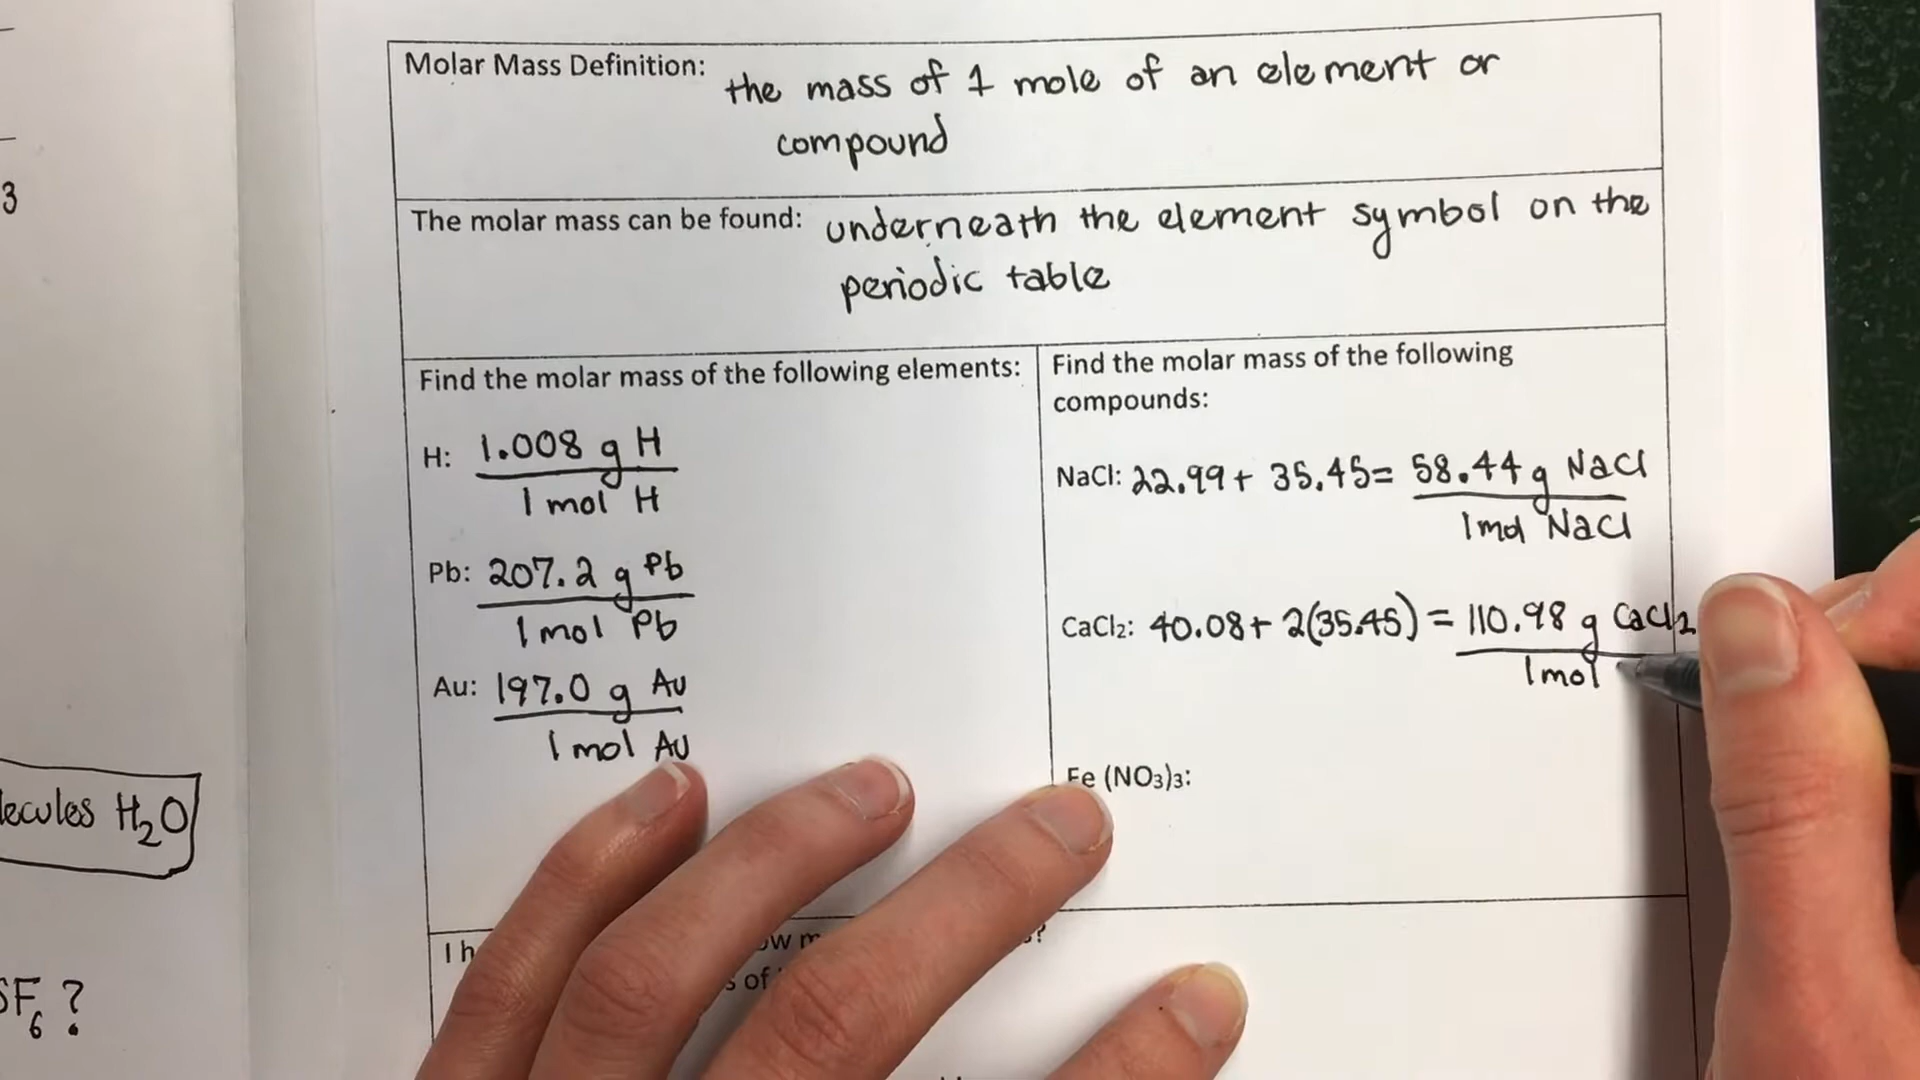 3
lecules H₂O
SF₆ ?
Molar Mass Definition: the mass of 1 mole of an element or
compound
The molar mass can be found: underneath the element symbol on the
periodic table
Find the molar mass of the following elements:
H: 1.008 g H
1 mol H
Pb: 207.2 g Pb
1 mol Pb
Au: 197.0 g Au
1 mol Au
Find the molar mass of the following
compounds:
NaCl: 22.99 + 35.45 = 58.44 g NaCl
1 mol NaCl
CaCl₂: 40.08 + 2(35.45) = 110.98 g CaCl₂
1 mol
Fe (NO₃)₃:
I h
of